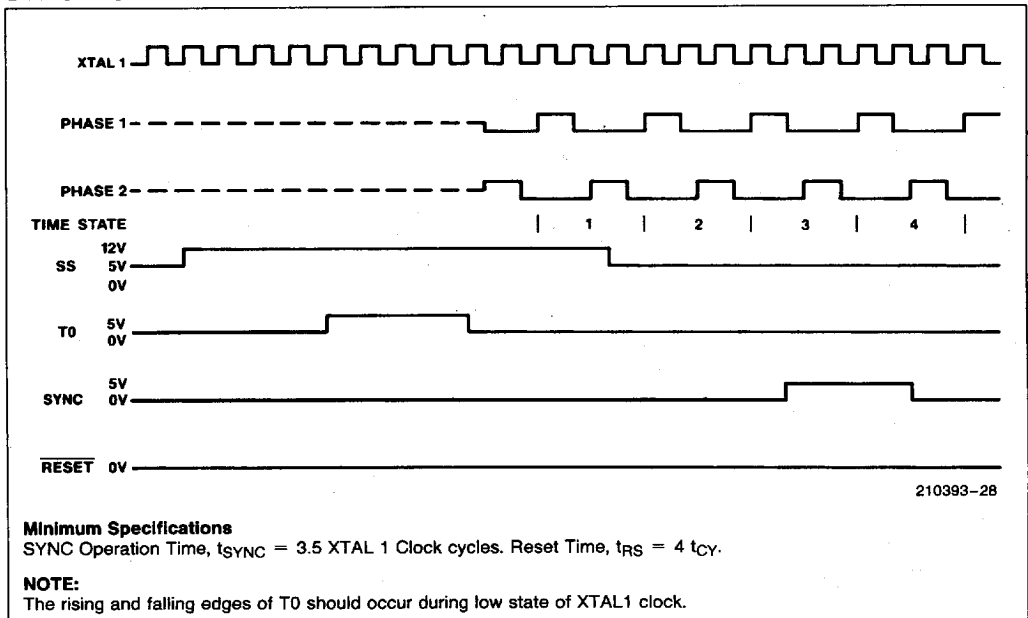 XTAL 1
PHASE 1
PHASE 2
TIME STATE | 1 | 2 | 3 | 4 |
12V
SS 5V
0V
5V
T0 0V
5V
SYNC 0V
RESET 0V
210393-28
Minimum Specifications
SYNC Operation Time, tSYNC = 3.5 XTAL 1 Clock cycles. Reset Time, tRS = 4 tCY.
NOTE:
The rising and falling edges of T0 should occur during low state of XTAL1 clock.